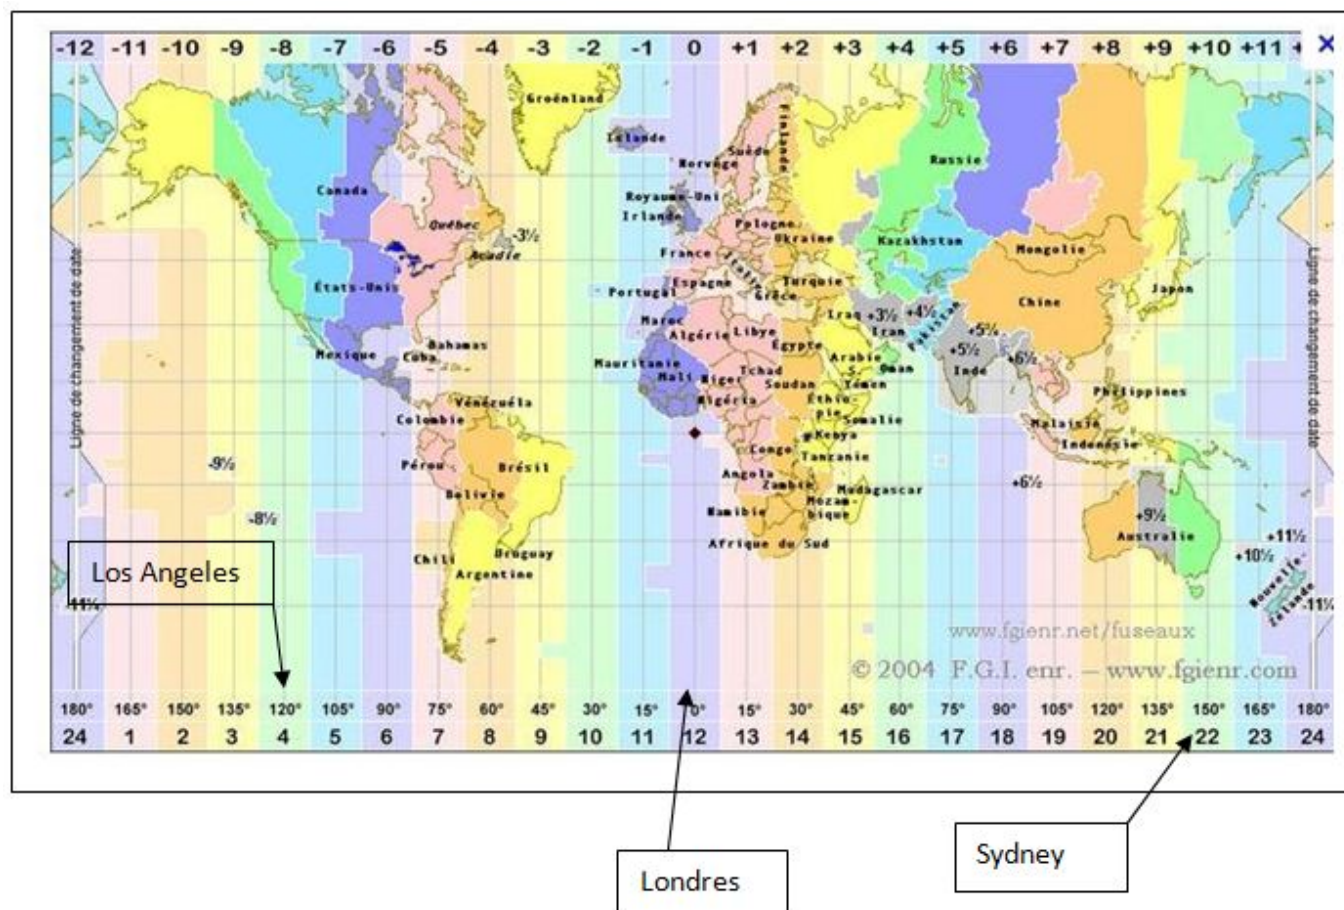 -12 -11 -10 -9 -8 -7 -6 -5 -4 -3 -2 -1 0 +1 +2 +3 +4 +5 +6 +7 +8 +9 +10 +11
Groënland
Finlande
Islande
Suède
Norvège
Russie
Canada
Royaume-Uni
Irlande
Québec
Pologne
-3½
Acadie
Ukraine
Kazakhstan
Mongolie
France
Italie
États-Unis
Espagne
Turquie
Portugal
Grèce
Chine
Japon
Ligne de changement de date
Ligne de changement de date
Maroc
Iraq
+3½
+4½
Iran
Pakistan
Algérie
Libye
Égypte
+5¾
Bahamas
Mexique
Cuba
+5½
+6½
Mauritanie
Arabie
S.
Oman
Inde
Mali
Niger
Tchad
Soudan
Yémen
Philippines
Vénézuéla
Nigéria
Éthio-
pie
Somalie
Colombie
Kenya
Malaisie
Indonésie
Congo
Tanzanie
-9½
Pérou
Brésil
Angola
Zambie
+6½
Bolivie
Mozam-
bique
Madagascar
-8½
Namibie
+9½
Australie
Afrique du Sud
+11½
+10½
Chili
Uruguay
Argentine
Nouvelle-
Zélande
Los Angeles
-11¼
www.fgienr.net/fuseaux
© 2004 F.G.I. enr. – www.fgienr.com
180° 165° 150° 135° 120° 105° 90° 75° 60° 45° 30° 15° 0° 15° 30° 45° 60° 75° 90° 105° 120° 135° 150° 165° 180°
24 1 2 3 4 5 6 7 8 9 10 11 12 13 14 15 16 17 18 19 20 21 22 23 24
Londres
Sydney